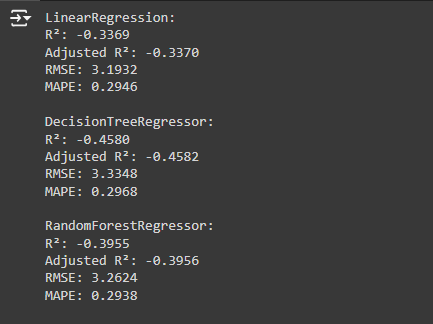 LinearRegression:
R²: -0.3369
Adjusted R²: -0.3370
RMSE: 3.1932
MAPE: 0.2946
DecisionTreeRegressor:
R²: -0.4580
Adjusted R²: -0.4582
RMSE: 3.3348
MAPE: 0.2968
RandomForestRegressor:
R²: -0.3955
Adjusted R²: -0.3956
RMSE: 3.2624
MAPE: 0.2938